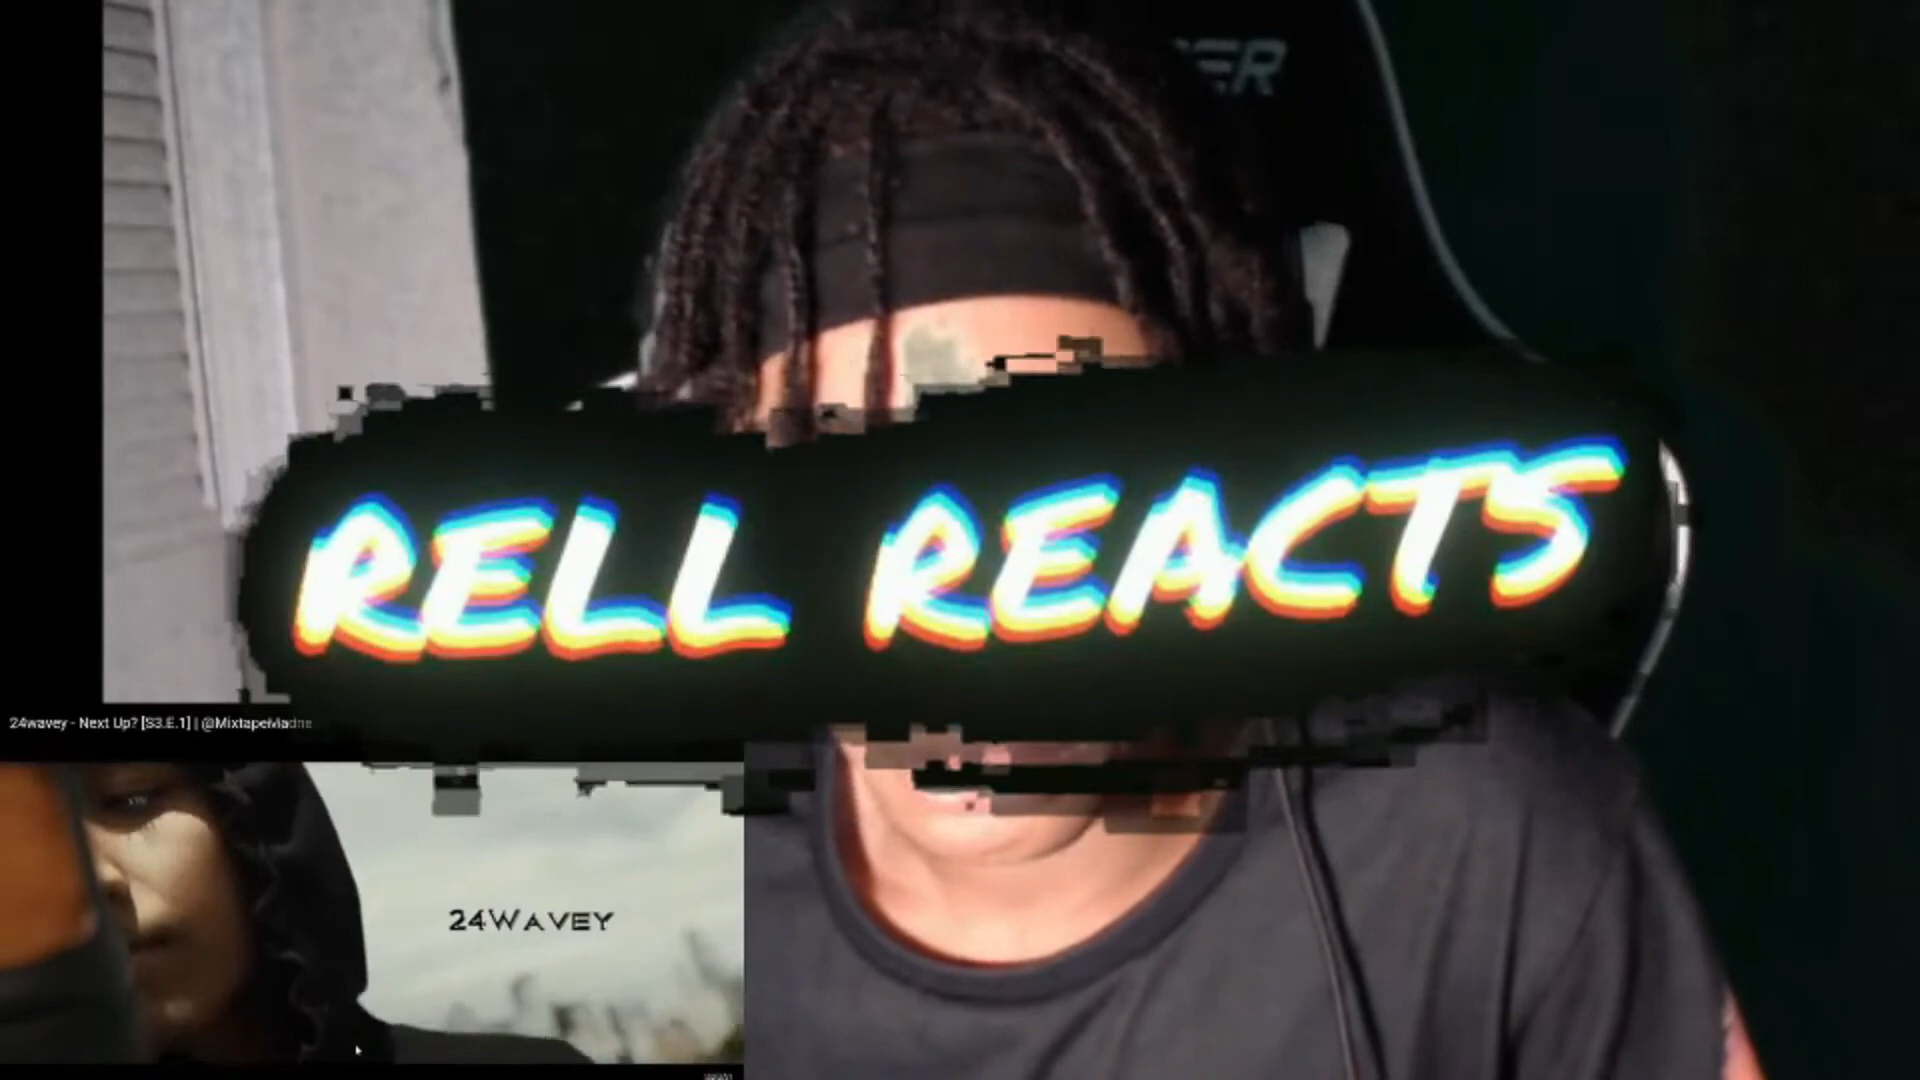 RELL REACTS
24wavey - Next Up? [S3.E.1] | @MixtapeMadne
24WAVEY